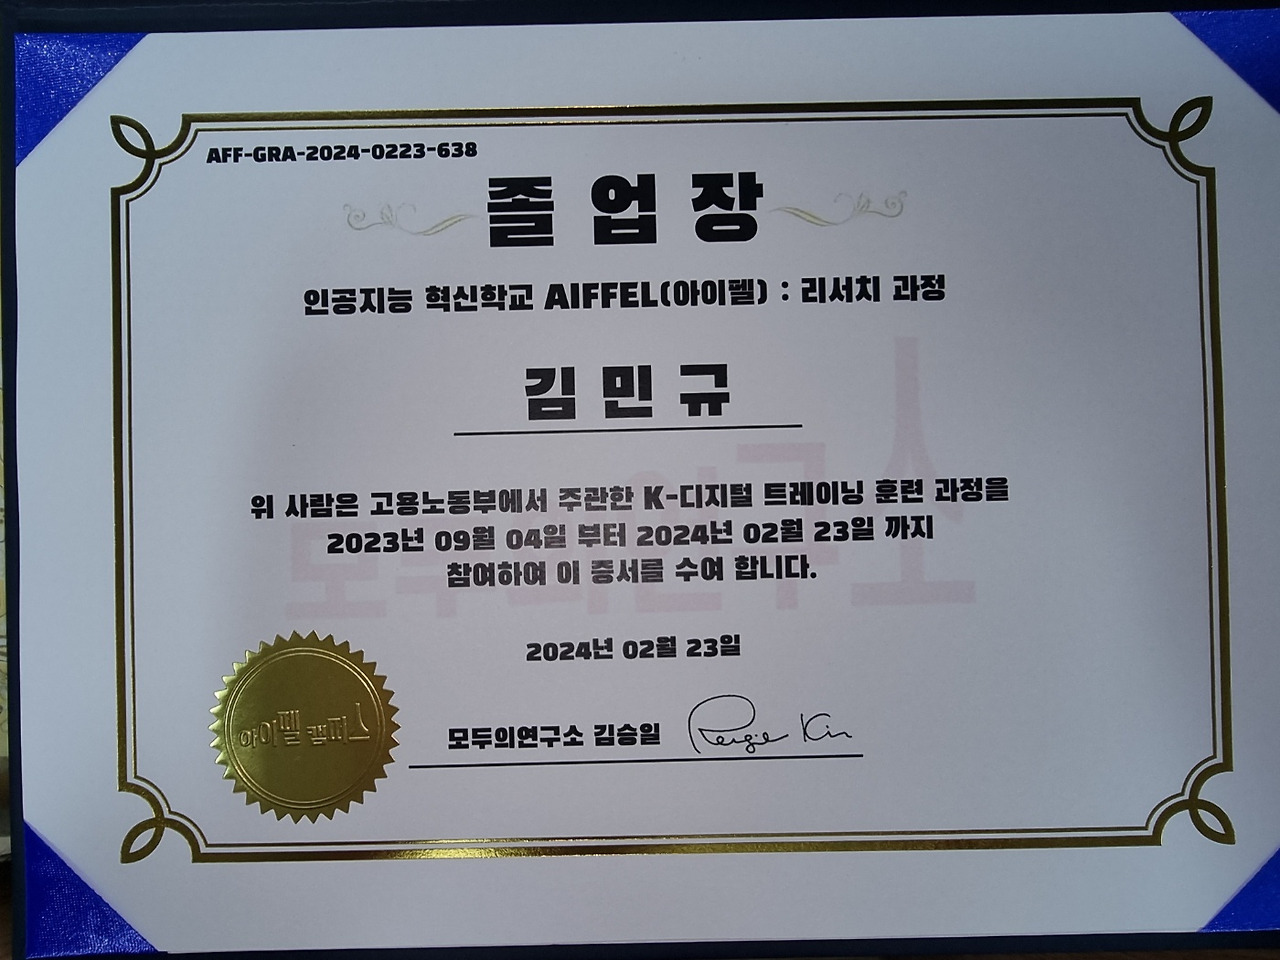 AFF-GRA-2024-0223-638
졸 업 장
인공지능 혁신학교 AIFFEL(아이펠) : 리서치 과정
김 민 규
위 사람은 고용노동부에서 주관한 K-디지털 트레이닝 훈련 과정을
2023년 09월 04일 부터 2024년 02월 23일 까지
참여하여 이 증서를 수여 합니다.
모두의연구소
2024년 02월 23일
아이펠 캠퍼스
모두의연구소 김승일